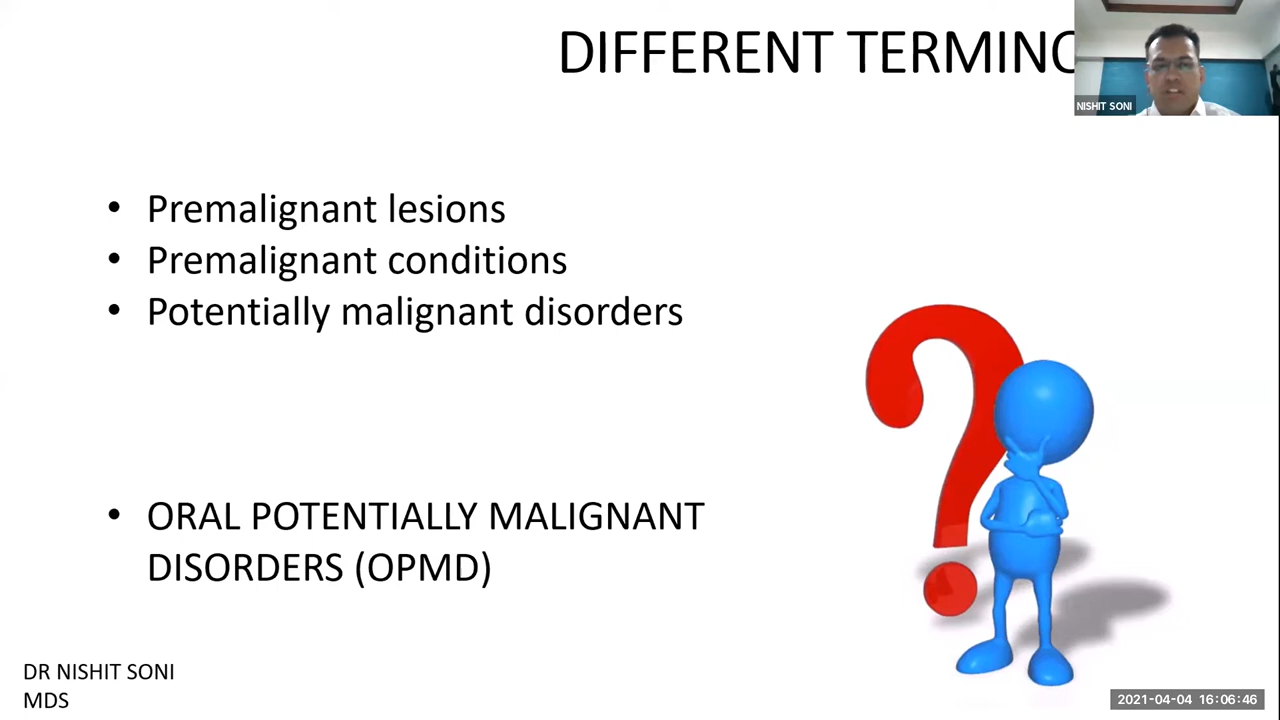 DIFFERENT TERMINO
NISHIT SONI
• Premalignant lesions
• Premalignant conditions
• Potentially malignant disorders
• ORAL POTENTIALLY MALIGNANT
DISORDERS (OPMD)
DR NISHIT SONI
MDS
2021-04-04 16:06:46